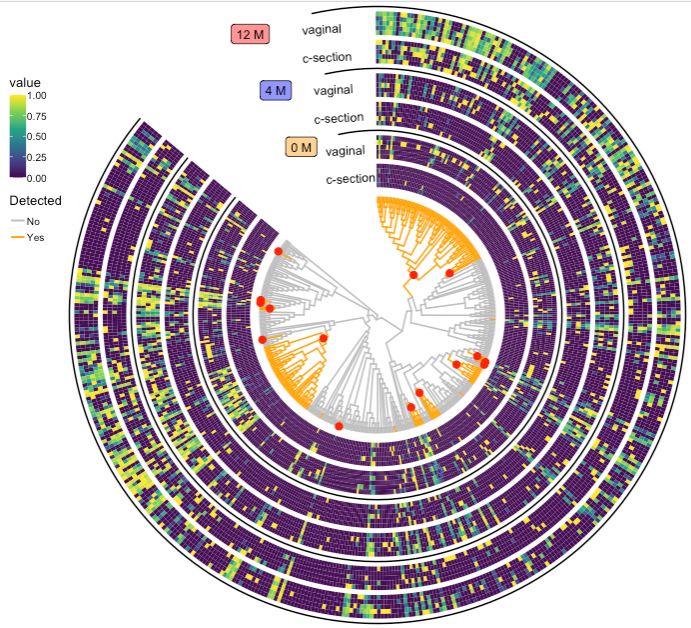 12 M
vaginal
c-section
4 M
vaginal
c-section
0 M
vaginal
c-section
value
1.00
0.75
0.50
0.25
0.00
Detected
No
Yes